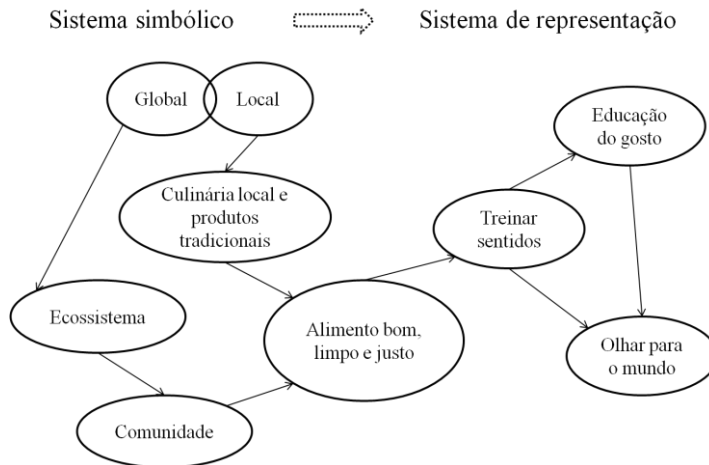 Sistema simbólico
Sistema de representação
Global
Local
Educação
do gosto
Culinária local e
produtos
tradicionais
Treinar
sentidos
Ecossistema
Alimento bom,
limpo e justo
Olhar para
o mundo
Comunidade